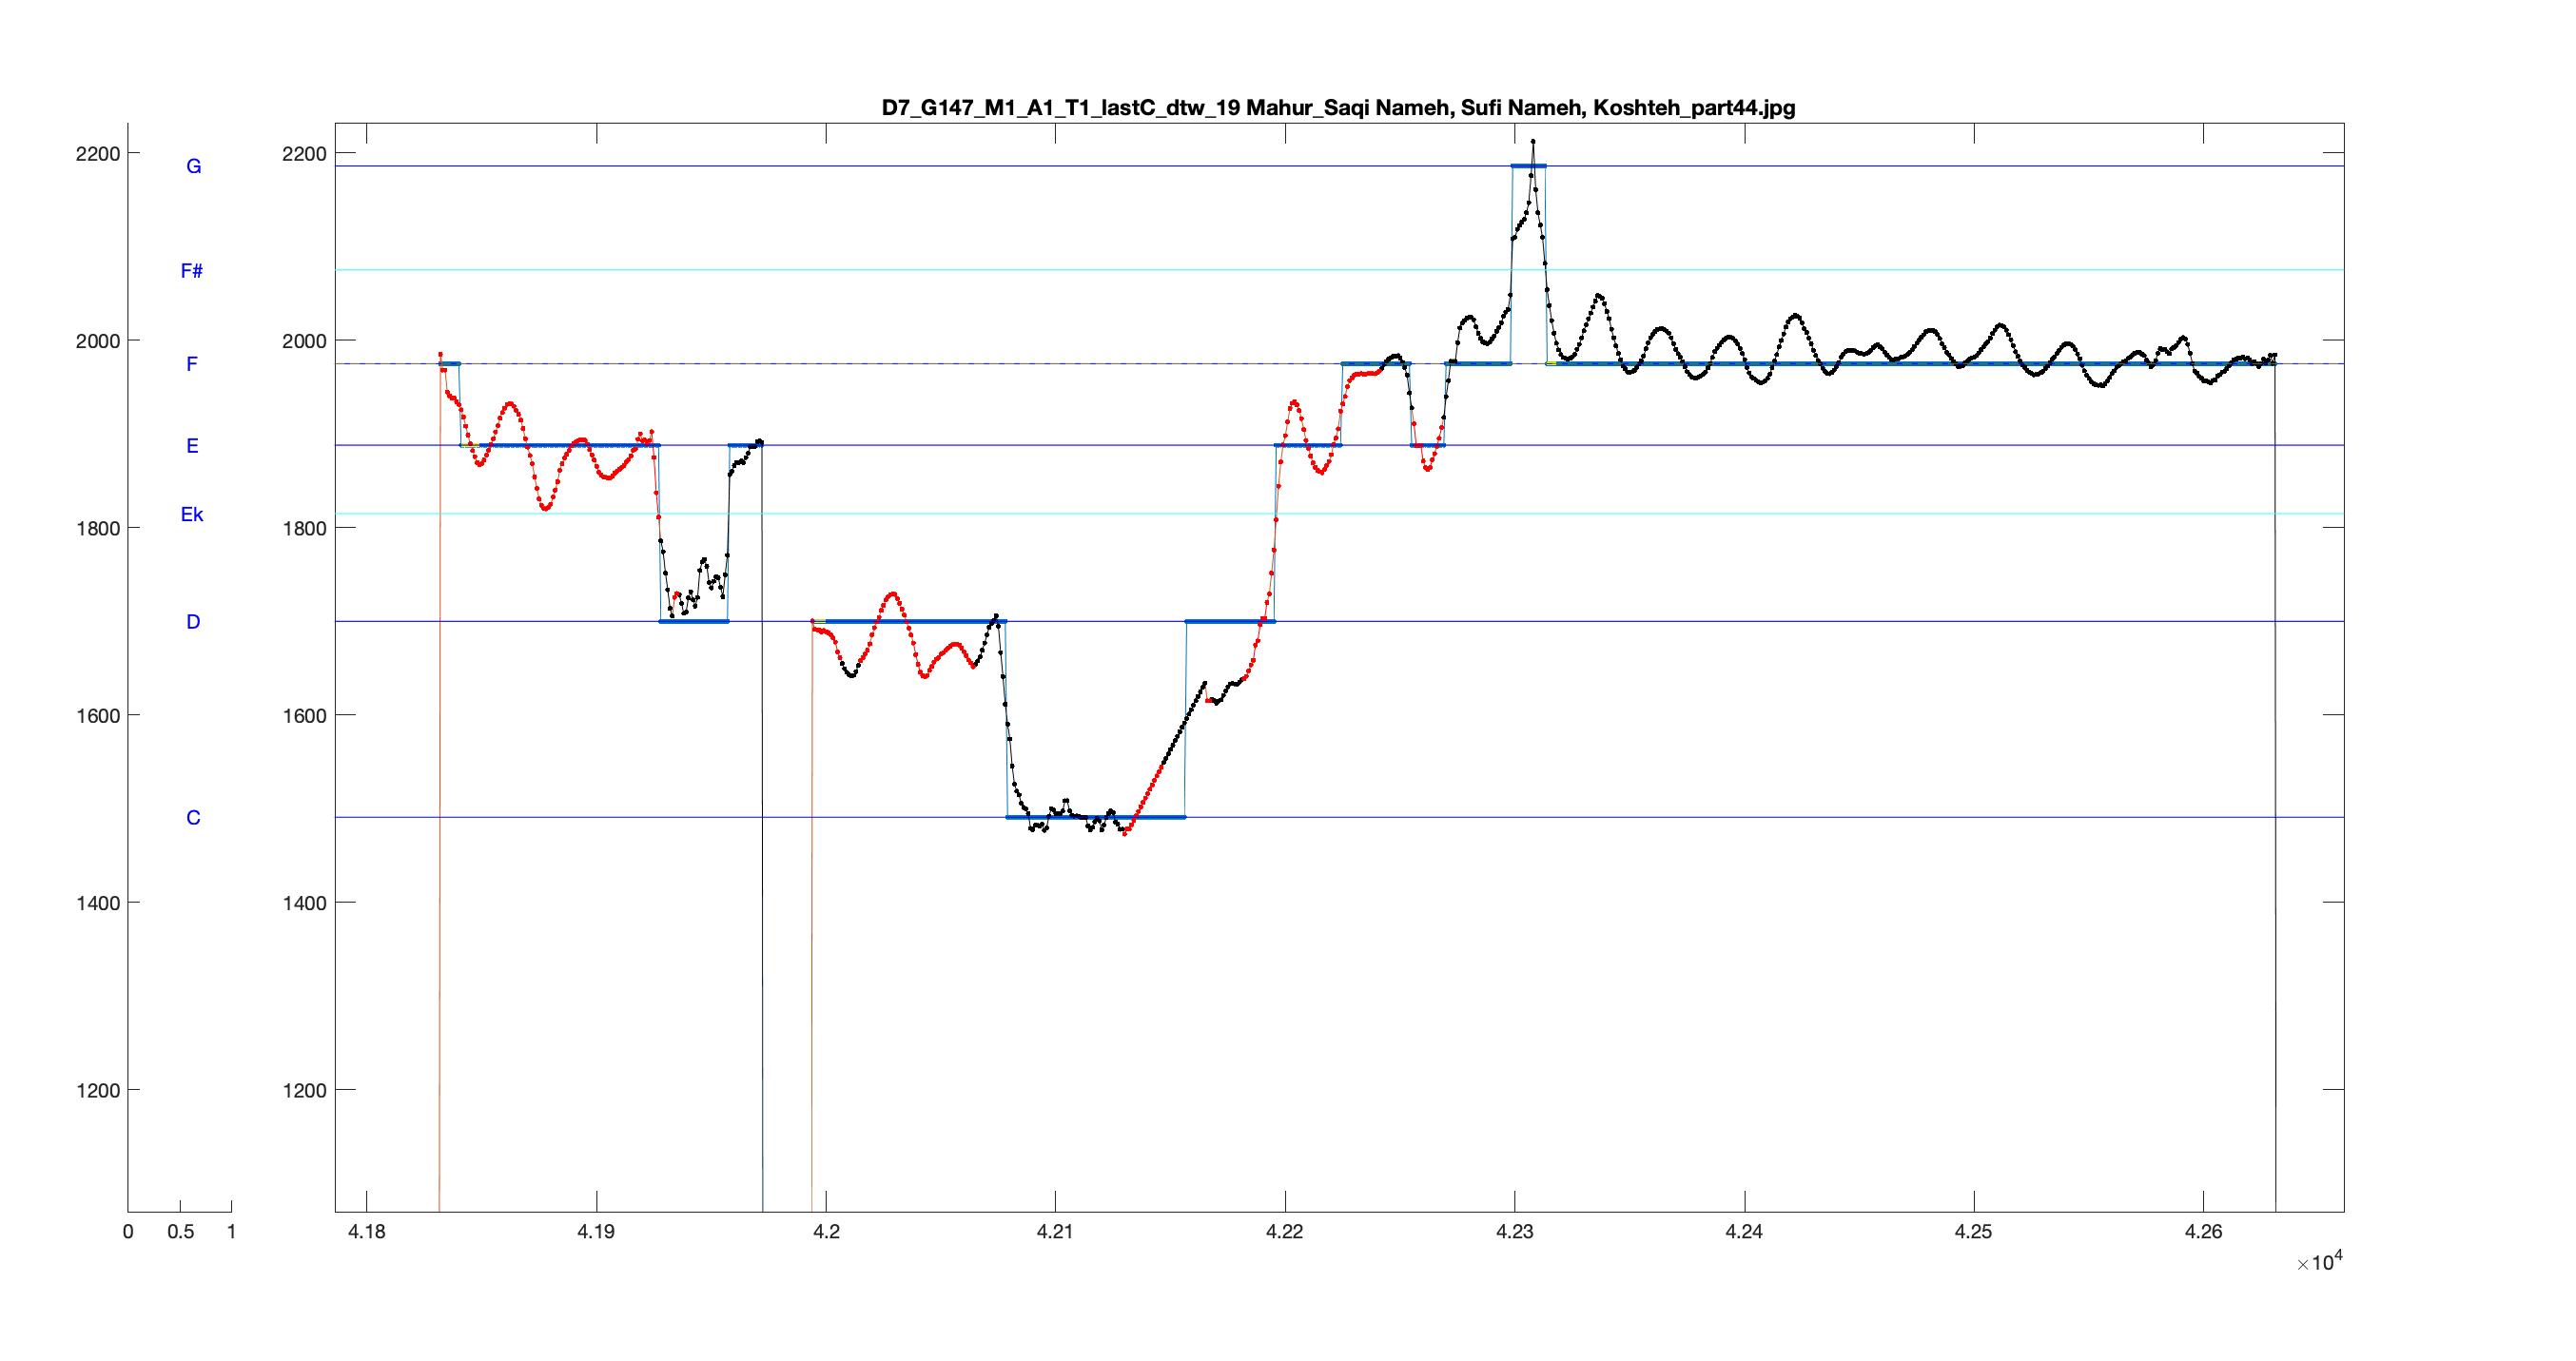 D7_G147_M1_A1_T1_lastC_dtw_19 Mahur_Saqi Nameh, Sufi Nameh, Koshteh_part44.jpg
2200 G 2200
F#
2000 2000
F
E
1800 Ek 1800
D
1600 1600
C
1400 1400
1200 1200
0 0.5 1 4.18 4.19 4.2 4.21 4.22 4.23 4.24 4.25 4.26
×10⁴